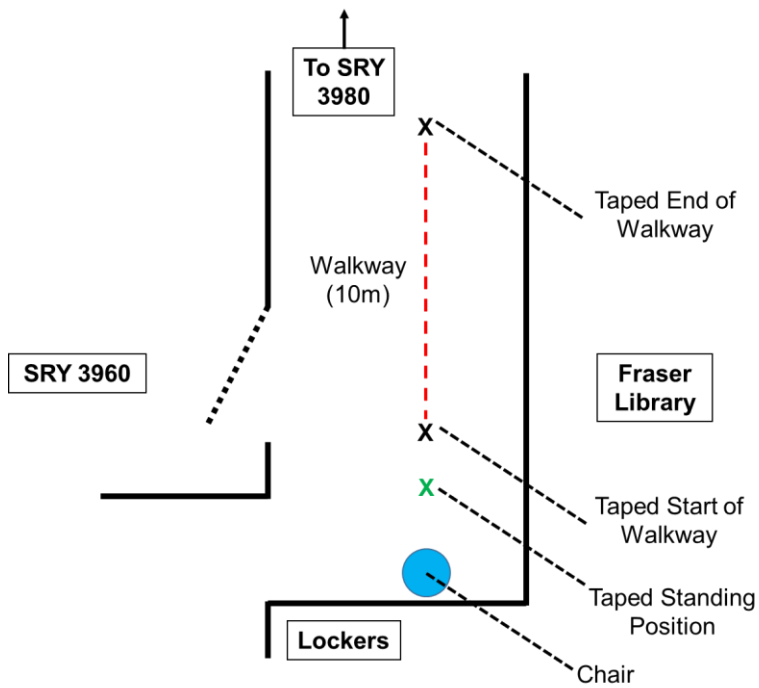 To SRY
3980
X
Taped End of
Walkway
Walkway
(10m)
SRY 3960
Fraser
Library
X
X
Taped Start of
Walkway
Taped Standing
Position
Lockers
Chair